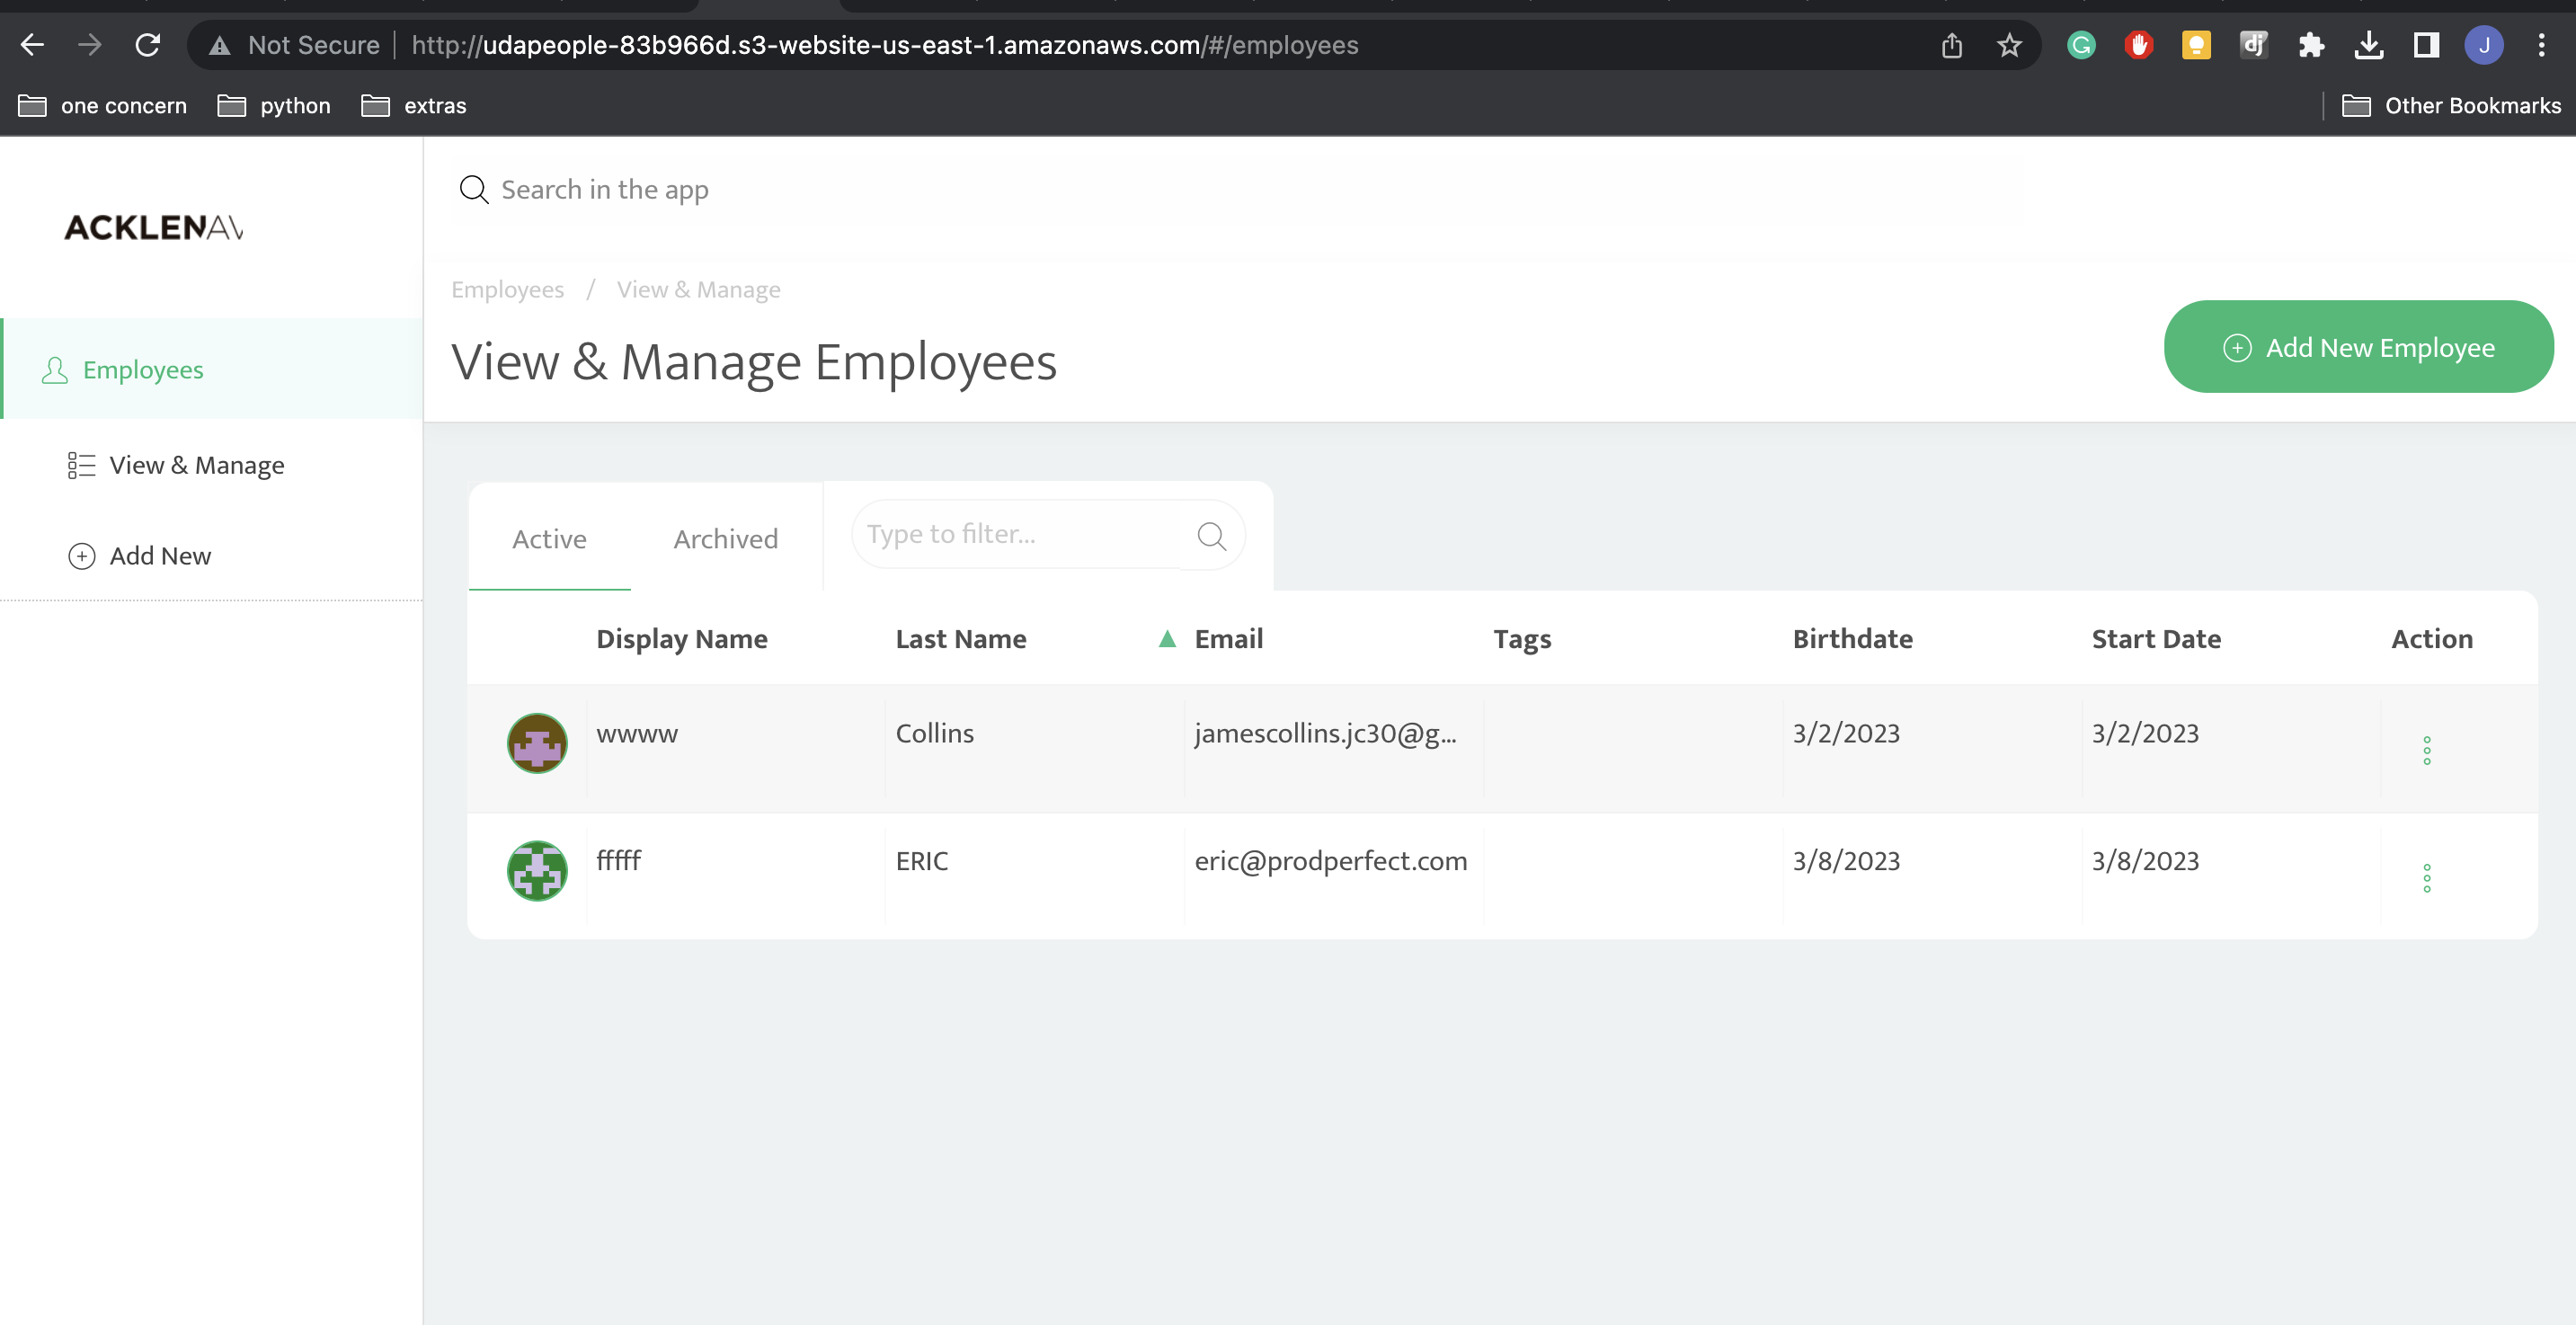 Not Secure http://udapeople-83b966d.s3-website-us-east-1.amazonaws.com/#/employees
J
one concern python extras Other Bookmarks
Search in the app
ACKLENAV
Employees / View & Manage
View & Manage Employees
Add New Employee
Employees
View & Manage
Add New
Active Archived Type to filter...
Display Name Last Name Email Tags Birthdate Start Date Action
wwww Collins jamescollins.jc30@g... 3/2/2023 3/2/2023
fffff ERIC eric@prodperfect.com 3/8/2023 3/8/2023